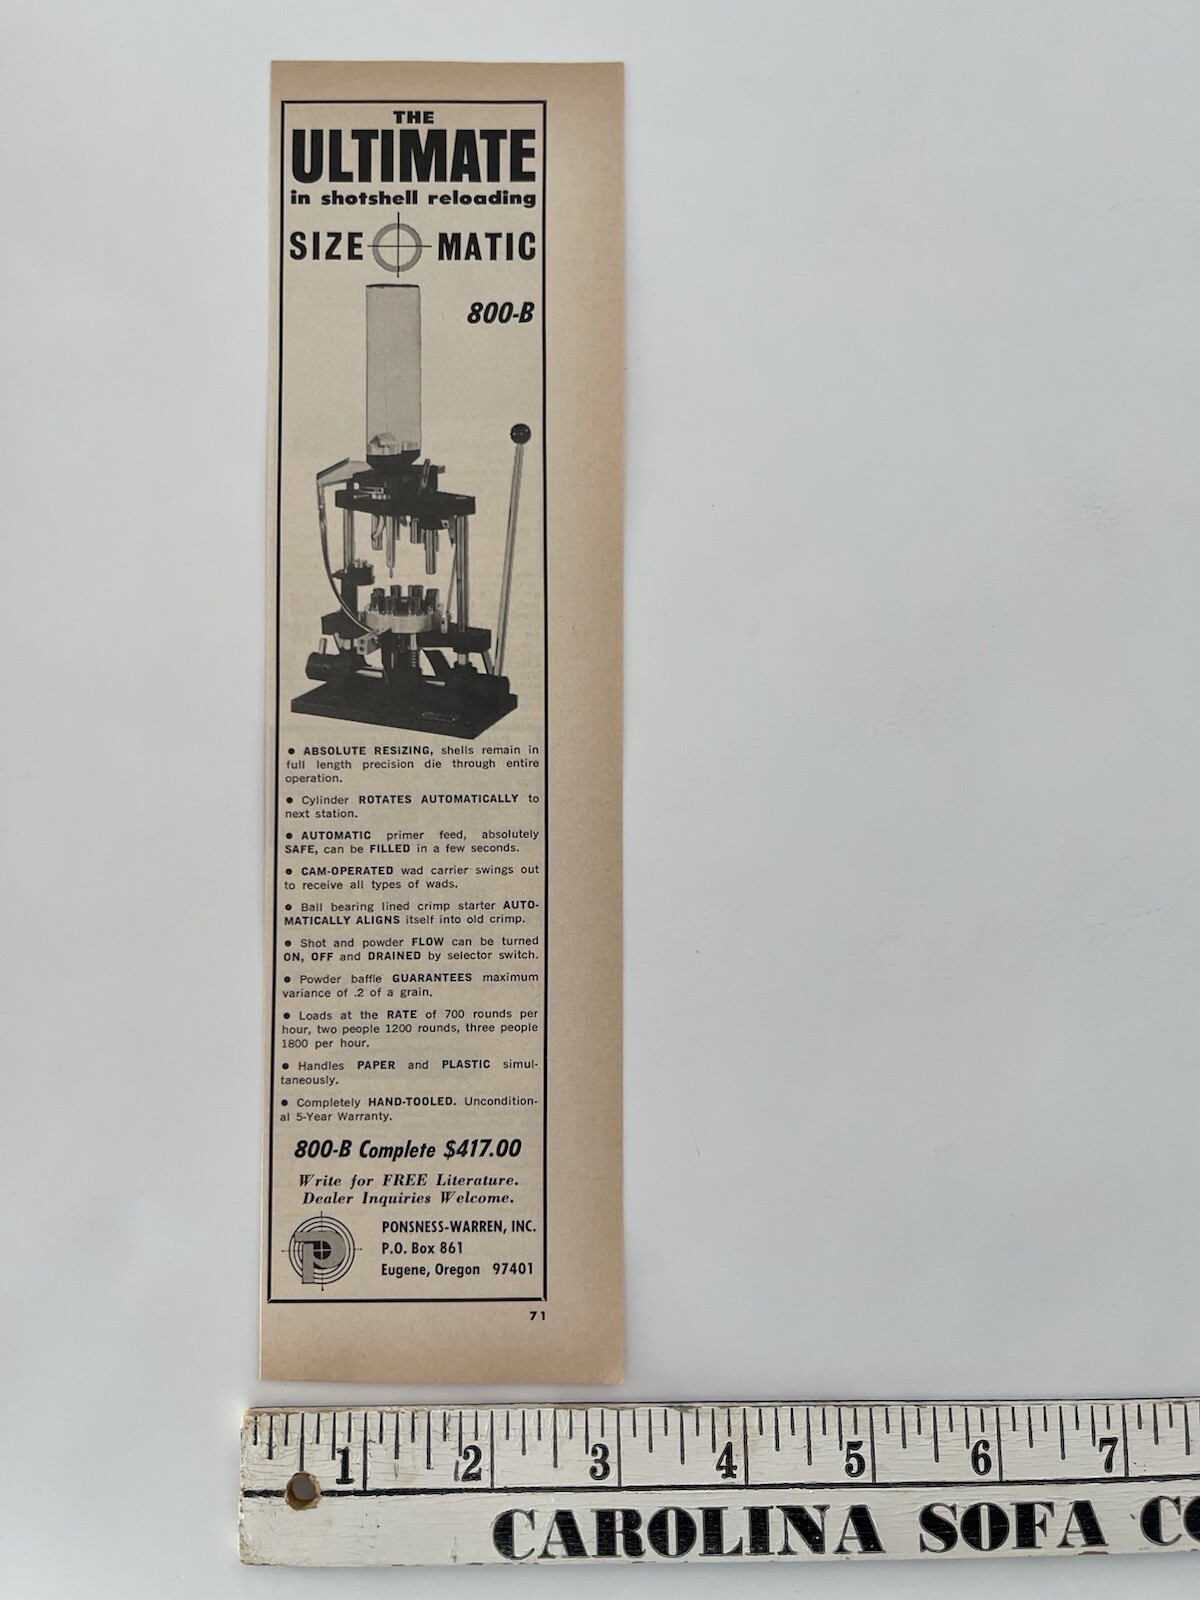 THE
ULTIMATE
in shotshell reloading
SIZE MATIC
800-B
• ABSOLUTE RESIZING, shells remain in
full length precision die through entire
operation.
• Cylinder ROTATES AUTOMATICALLY to
next station.
• AUTOMATIC primer feed, absolutely
SAFE, can be FILLED in a few seconds.
• CAM-OPERATED wad carrier swings out
to receive all types of wads.
• Ball bearing lined crimp starter AUTO-
MATICALLY ALIGNS itself into old crimp.
• Shot and powder FLOW can be turned
ON, OFF and DRAINED by selector switch.
• Powder baffle GUARANTEES maximum
variance of .2 of a grain.
• Loads at the RATE of 700 rounds per
hour, two people 1200 rounds, three people
1800 per hour.
• Handles PAPER and PLASTIC simul-
taneously.
• Completely HAND-TOOLED. Uncondition-
al 5-Year Warranty.
800-B Complete $417.00
Write for FREE Literature.
Dealer Inquiries Welcome.
P
PONSNESS-WARREN, INC.
P.O. Box 861
Eugene, Oregon 97401
71
1 2 3 4 5 6 7
CAROLINA SOFA CO